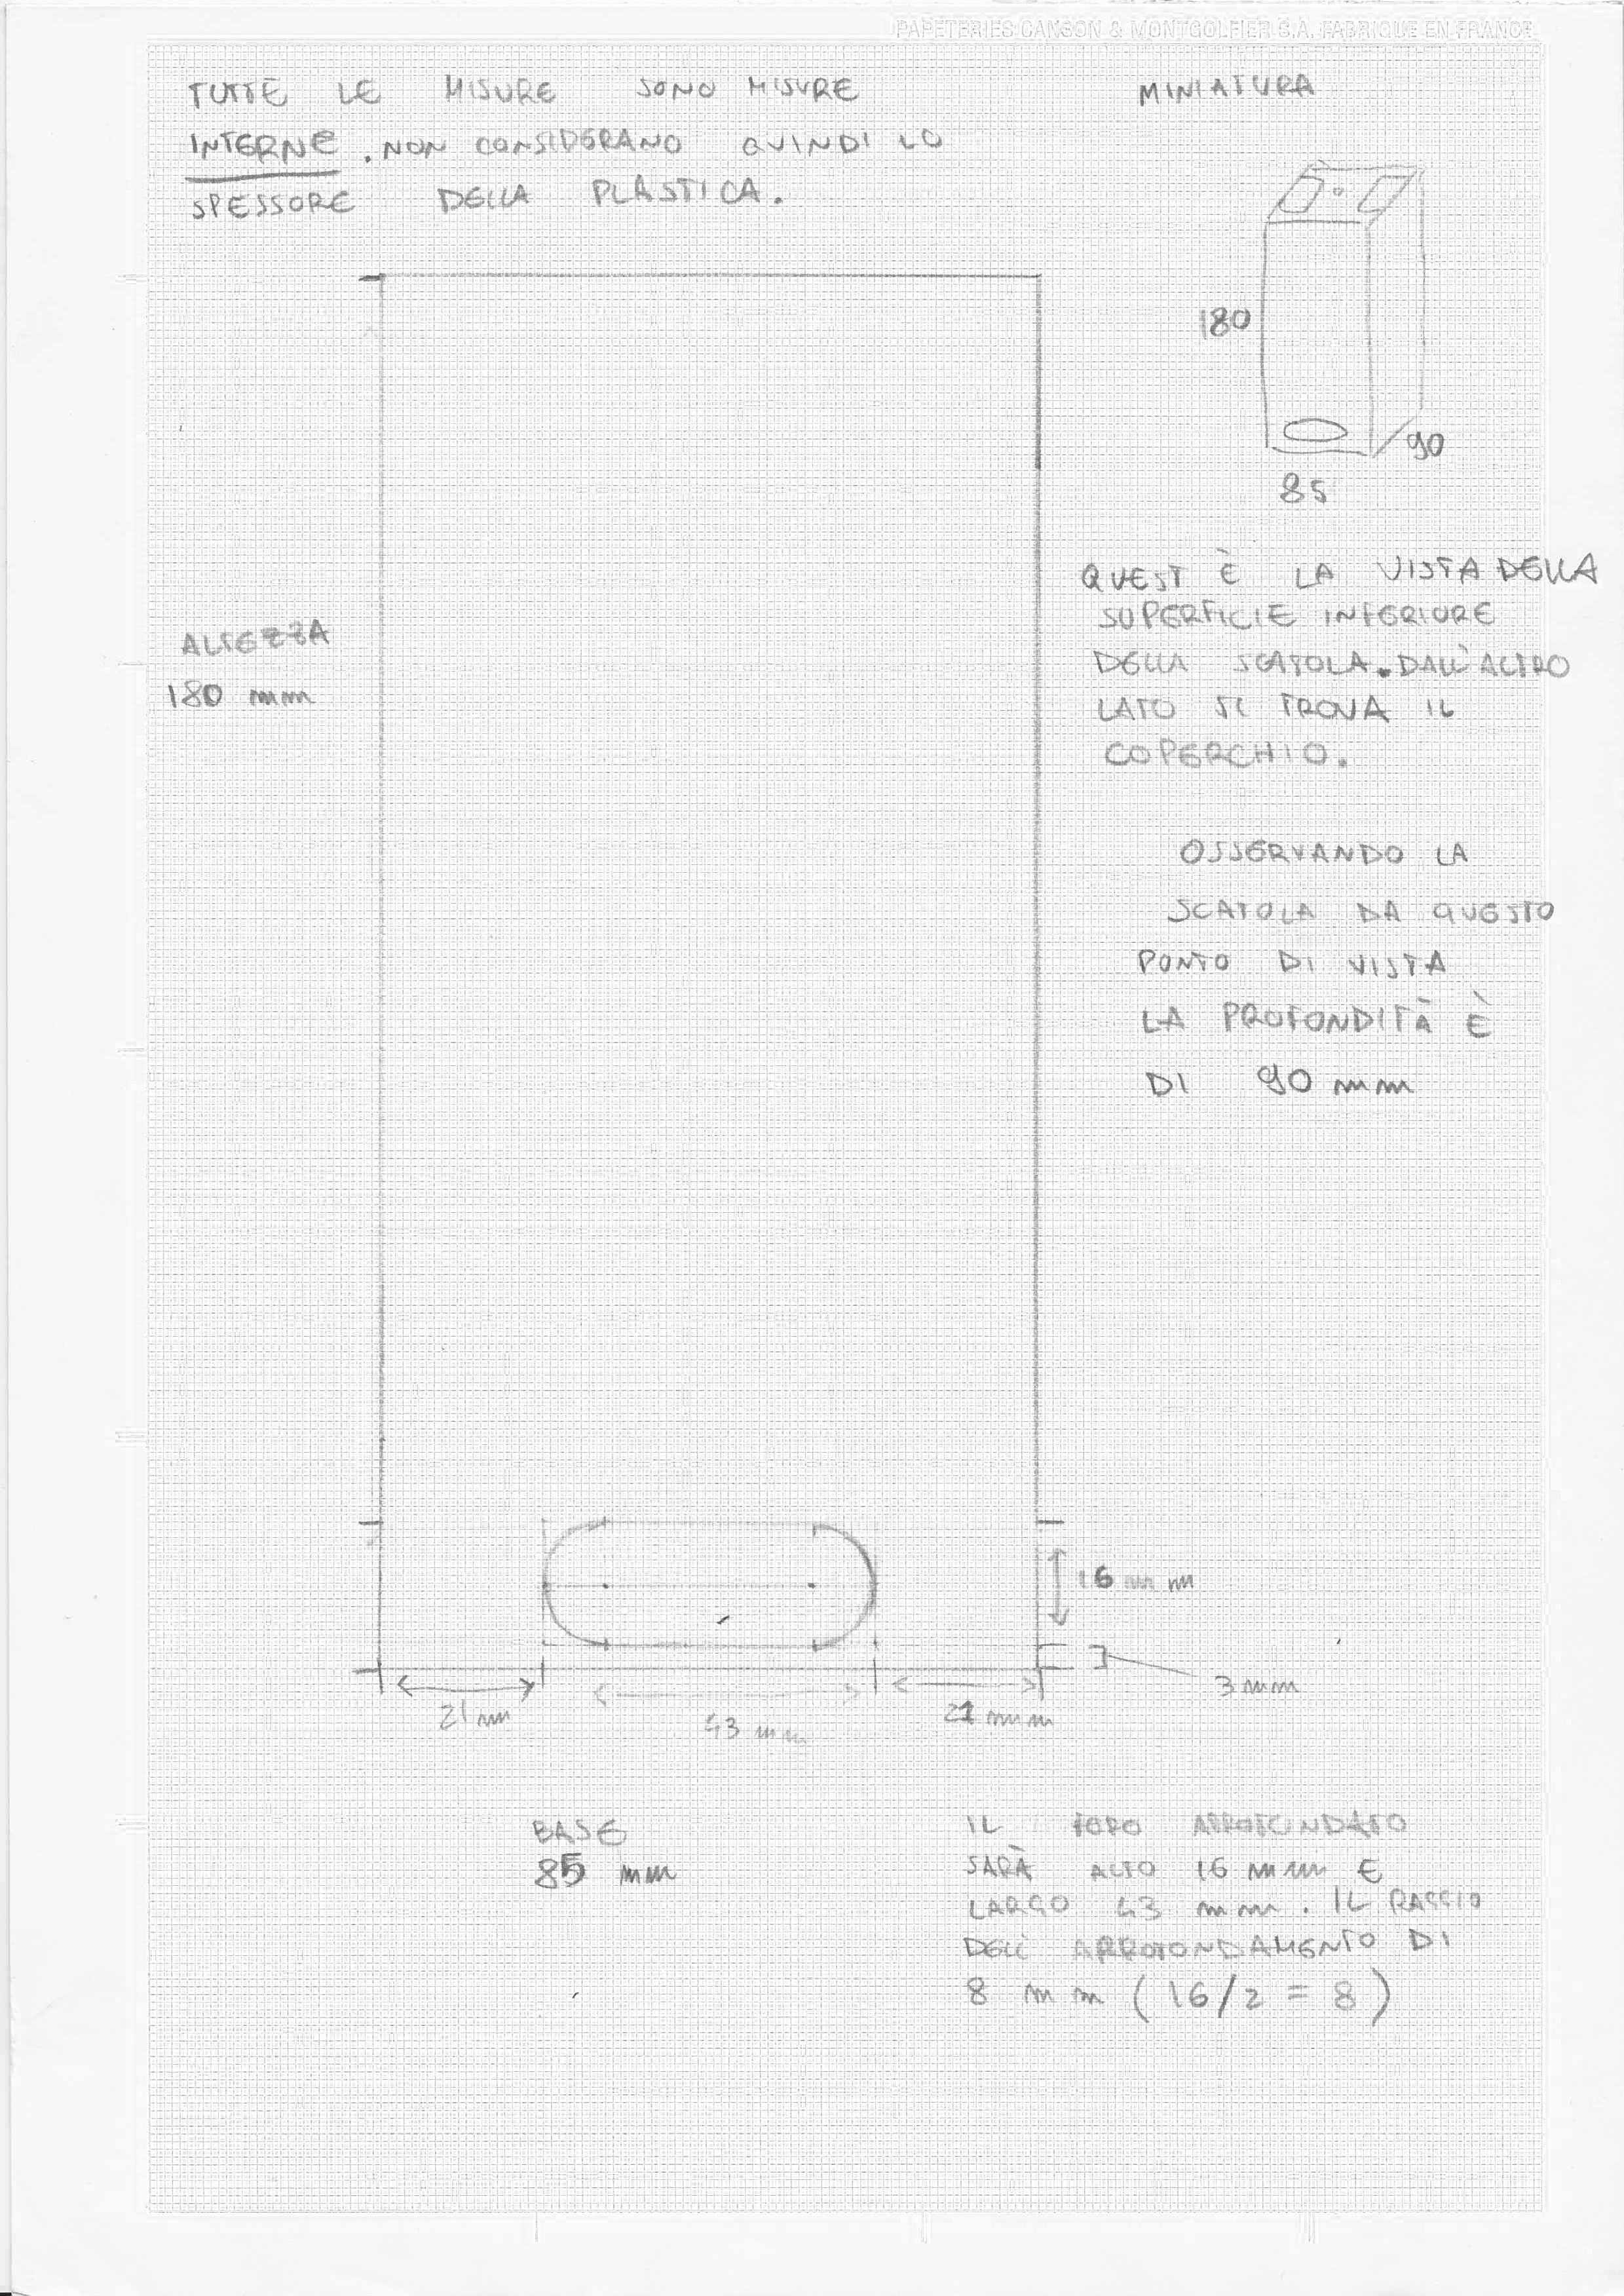 PAPETERIES CANSON & MONTGOLFIER S.A. FABRIQUE EN FRANCE
TUTTE LE MISURE SONO MISURE
INTERNE. NON CONSIDERANO QUINDI LO
SPESSORE DELLA PLASTICA.
MINIATURA
180
90
85
QUEST È LA VISTA DELLA
SUPERFICIE INFERIORE
DELLA SCATOLA. DALL'ALTRO
LATO SI TROVA IL
COPERCHIO.
ALTEZZA
180 mm
OSSERVANDO LA
SCATOLA DA QUESTO
PONTO DI VISTA
LA PROFONDITÀ È
DI 90 mm
16 mm
3 mm
21 mm
43 mm
21 mm
BASE
85 mm
IL FORO ARROTONDATO
SARÀ ALTO 16 mm E
LARGO 43 mm. IL RAGGIO
DELL'ARROTONDAMENTO DI
8 mm (16/2 = 8)